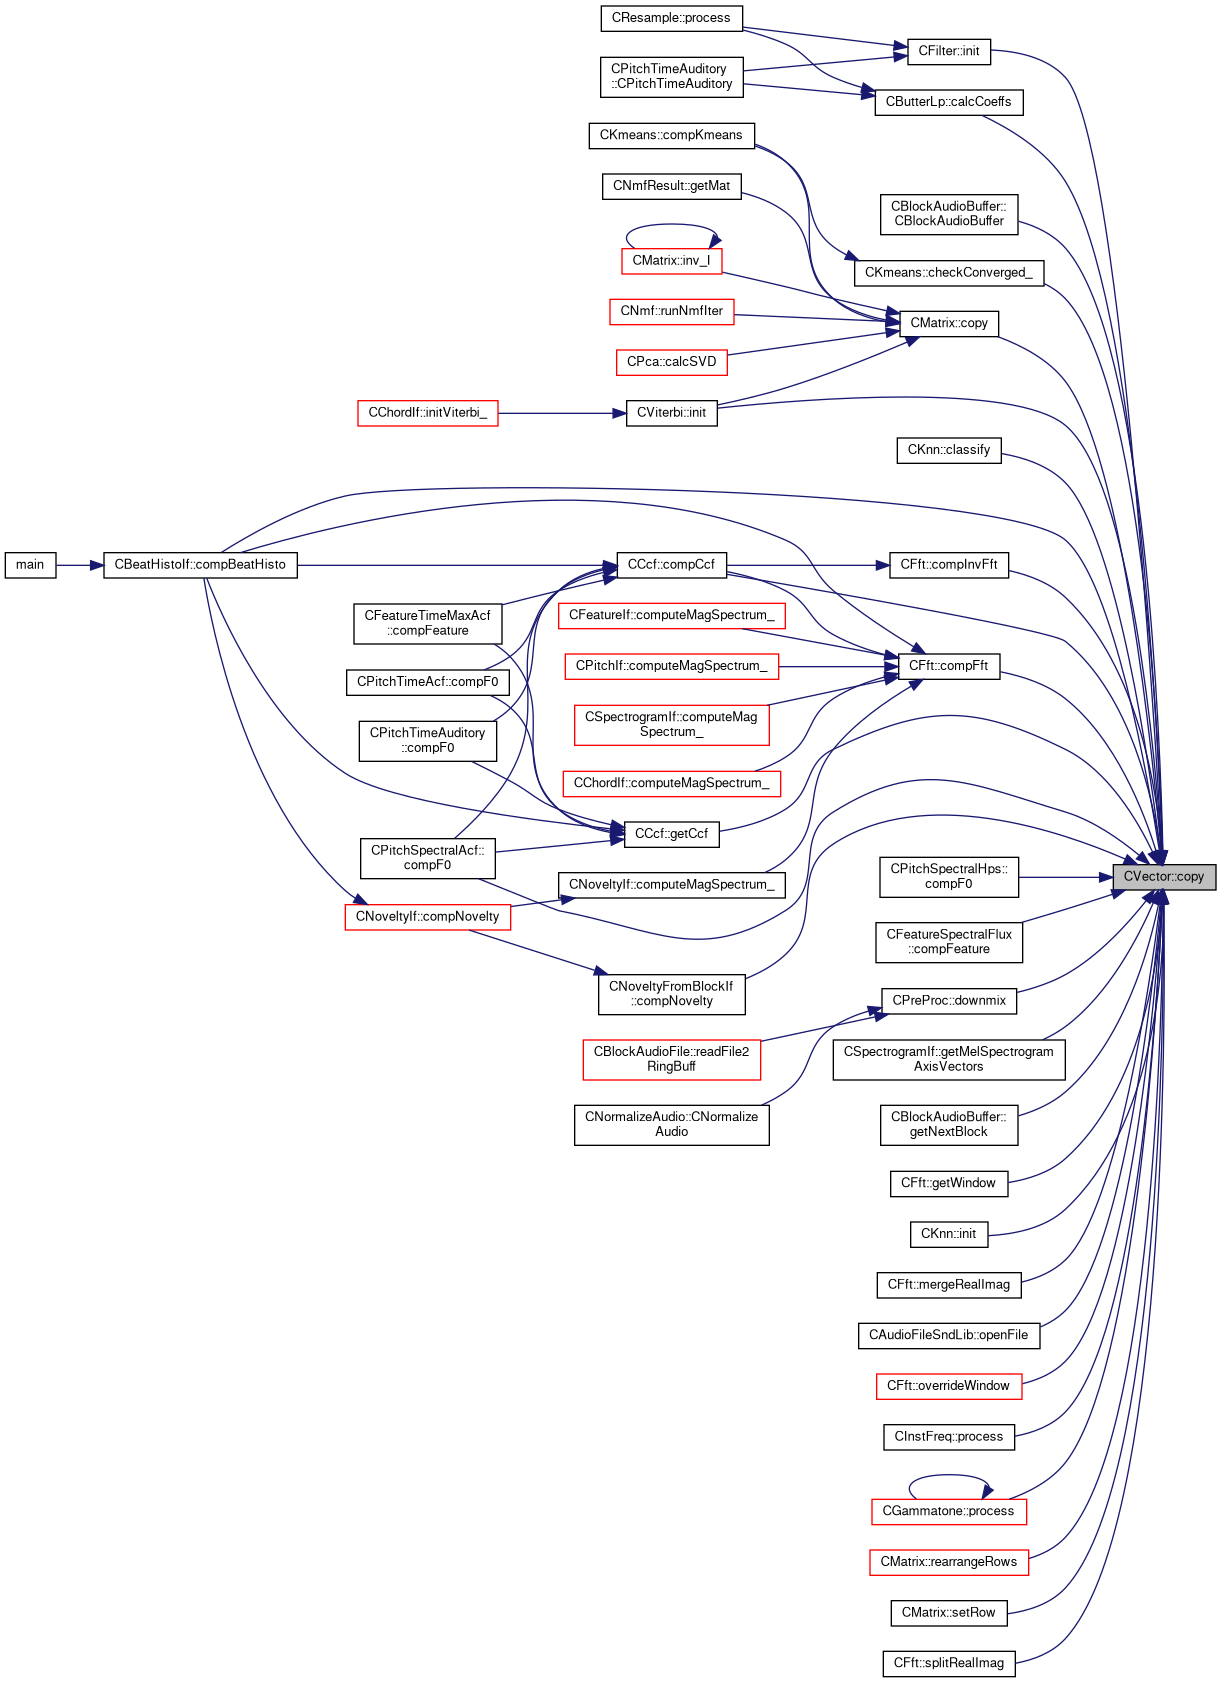 CResample::process
CFilter::init
CPitchTimeAuditory
::CPitchTimeAuditory
CButterLp::calcCoeffs
CKmeans::compKmeans
CNmfResult::getMat
CBlockAudioBuffer::
CBlockAudioBuffer
CMatrix::inv_I
CKmeans::checkConverged_
CNmf::runNmfIter
CMatrix::copy
CPca::calcSVD
CChordIf::initViterbi_
CViterbi::init
CKnn::classify
main
CBeatHistoIf::compBeatHisto
CCcf::compCcf
CFft::compInvFft
CFeatureTimeMaxAcf
::compFeature
CFeatureIf::computeMagSpectrum_
CPitchIf::computeMagSpectrum_
CFft::compFft
CPitchTimeAcf::compF0
CSpectrogramIf::computeMag
Spectrum_
CPitchTimeAuditory
::compF0
CChordIf::computeMagSpectrum_
CCcf::getCcf
CPitchSpectralAcf::
compF0
CNoveltyIf::computeMagSpectrum_
CPitchSpectralHps::
compF0
CVector::copy
CNoveltyIf::compNovelty
CFeatureSpectralFlux
::compFeature
CNoveltyFromBlockIf
::compNovelty
CPreProc::downmix
CBlockAudioFile::readFile2
RingBuff
CSpectrogramIf::getMelSpectrogram
AxisVectors
CNormalizeAudio::CNormalize
Audio
CBlockAudioBuffer::
getNextBlock
CFft::getWindow
CKnn::init
CFft::mergeRealImag
CAudioFileSndLib::openFile
CFft::overrideWindow
CInstFreq::process
CGammatone::process
CMatrix::rearrangeRows
CMatrix::setRow
CFft::splitRealImag